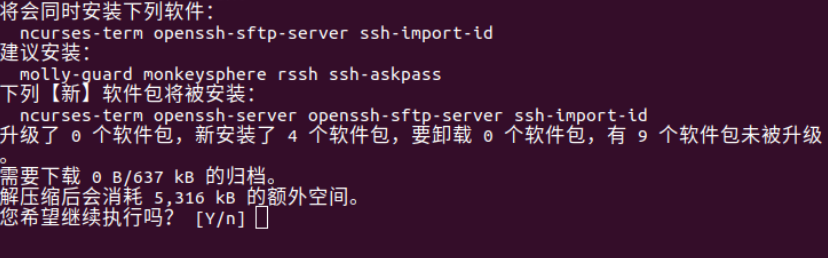 将会同时安装下列软件：
ncurses-term openssh-sftp-server ssh-import-id
建议安装：
molly-guard monkeysphere rssh ssh-askpass
下列【新】软件包将被安装：
ncurses-term openssh-server openssh-sftp-server ssh-import-id
升级了 0 个软件包，新安装了 4 个软件包，要卸载 0 个软件包，有 9 个软件包未被升级
。
需要下载 0 B/637 kB 的归档。
解压缩后会消耗 5,316 kB 的额外空间。
您希望继续执行吗？ [Y/n]